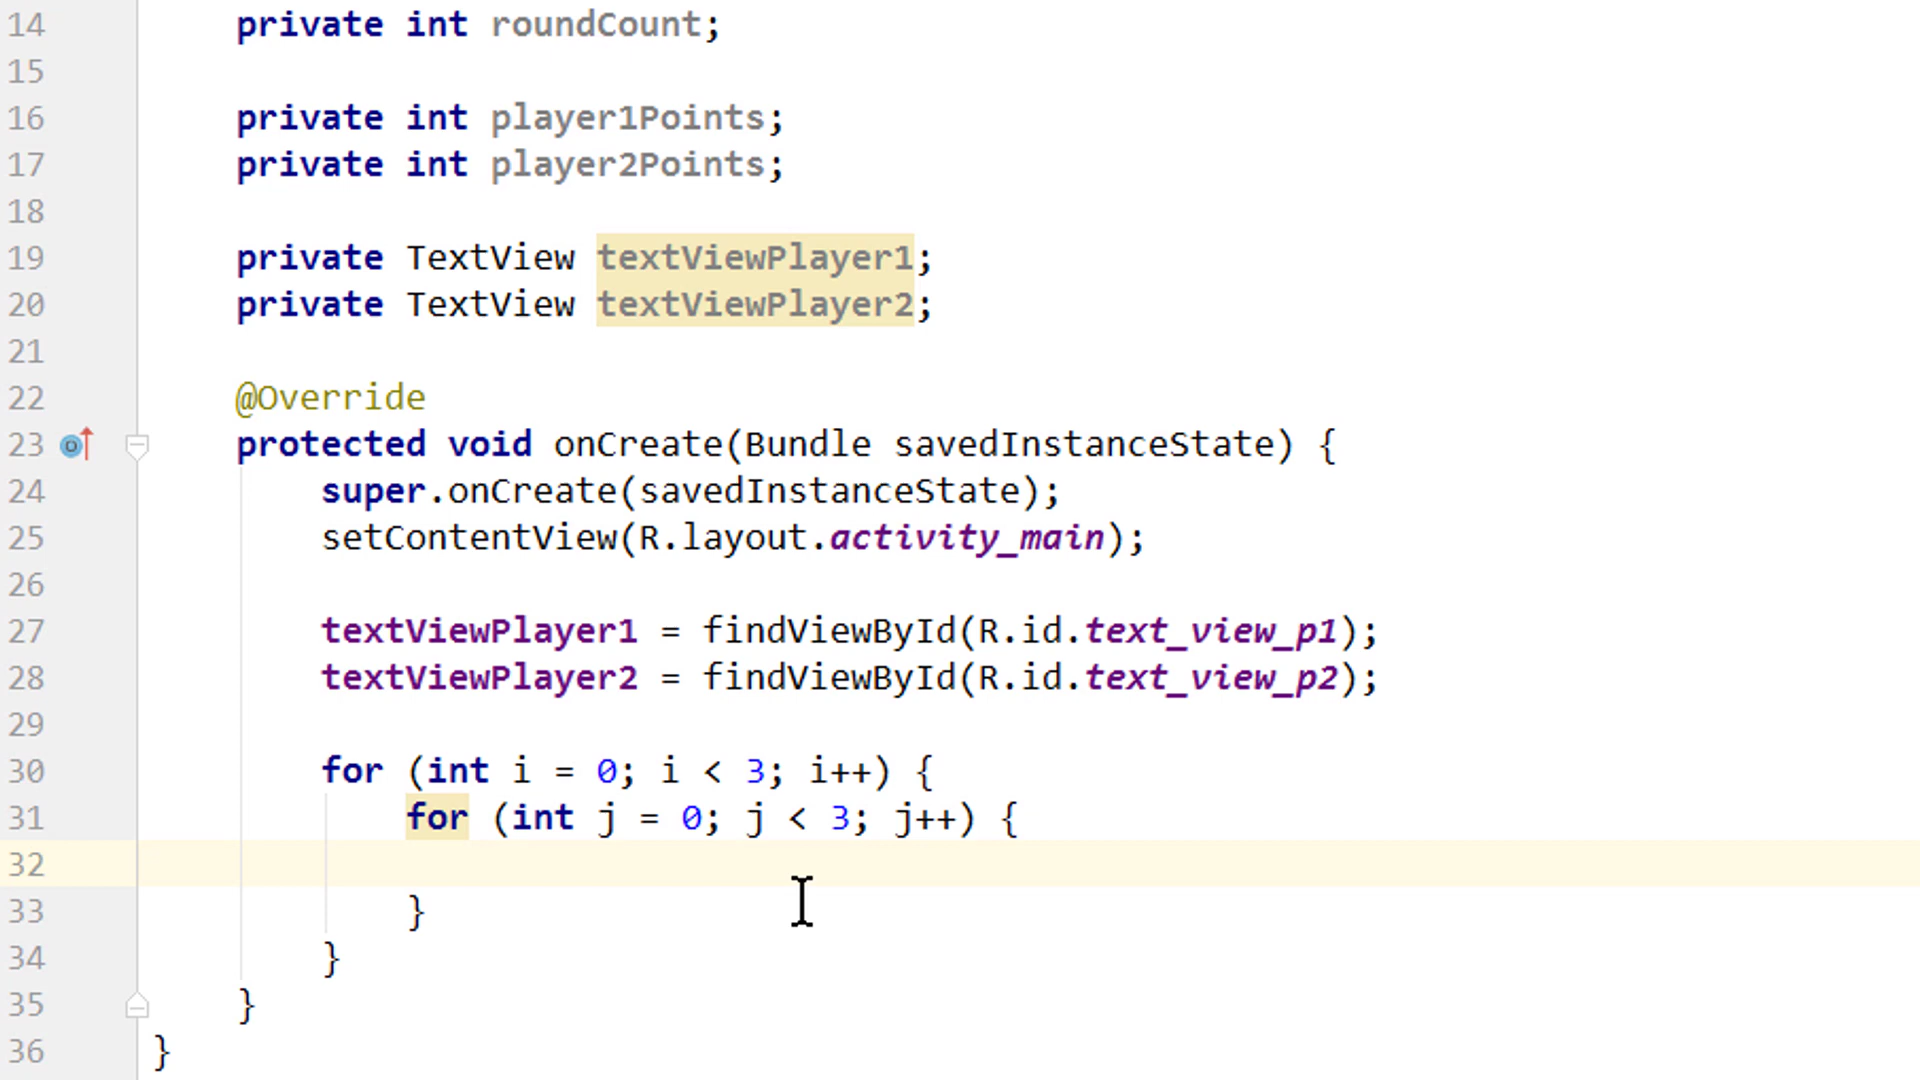 14 private int roundCount;
15
16 private int player1Points;
17 private int player2Points;
18
19 private TextView textViewPlayer1;
20 private TextView textViewPlayer2;
21
22 @Override
23 protected void onCreate(Bundle savedInstanceState) {
24 super.onCreate(savedInstanceState);
25 setContentView(R.layout.activity_main);
26
27 textViewPlayer1 = findViewById(R.id.text_view_p1);
28 textViewPlayer2 = findViewById(R.id.text_view_p2);
29
30 for (int i = 0; i < 3; i++) {
31 for (int j = 0; j < 3; j++) {
32
33 }
34 }
35 }
36 }